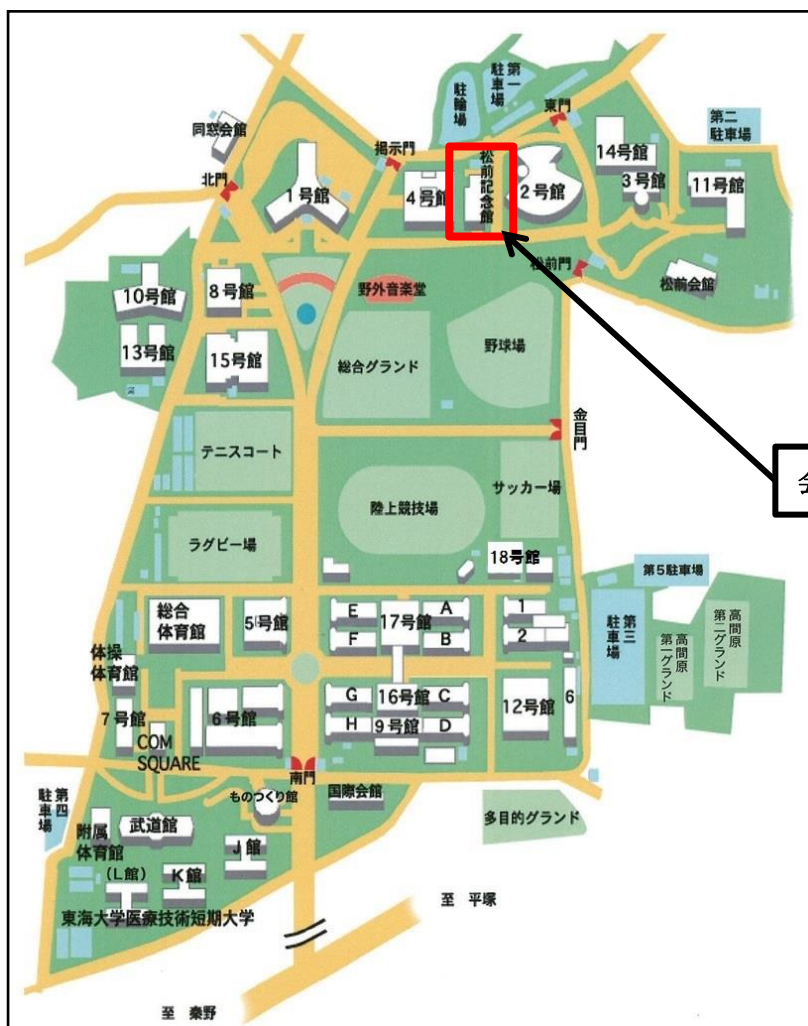 第一
駐車場
駐輪場
東門
第二
駐車場
同窓会館
掲示門
松前記念館
14号館
北門
1号館
4号館
2号館
3号館
11号館
松前門
松前会館
10号館
8号館
野外音楽堂
13号館
15号館
総合グランド
野球場
金目門
テニスコート
サッカー場
陸上競技場
ラグビー場
18号館
第5駐車場
総合
体育館
5号館
E
17号館
A
1
F
B
2
第三
駐車場
高間原
第一グランド
高間原
第二グランド
体操
体育館
G
16号館
C
12号館
6
7号館
6号館
H
9号館
D
COM
SQUARE
南門
ものつくり館
国際会館
第四
駐車場
多目的グランド
附属
体育館
(L館)
武道館
J館
K館
東海大学医療技術短期大学
至 平塚
至 秦野